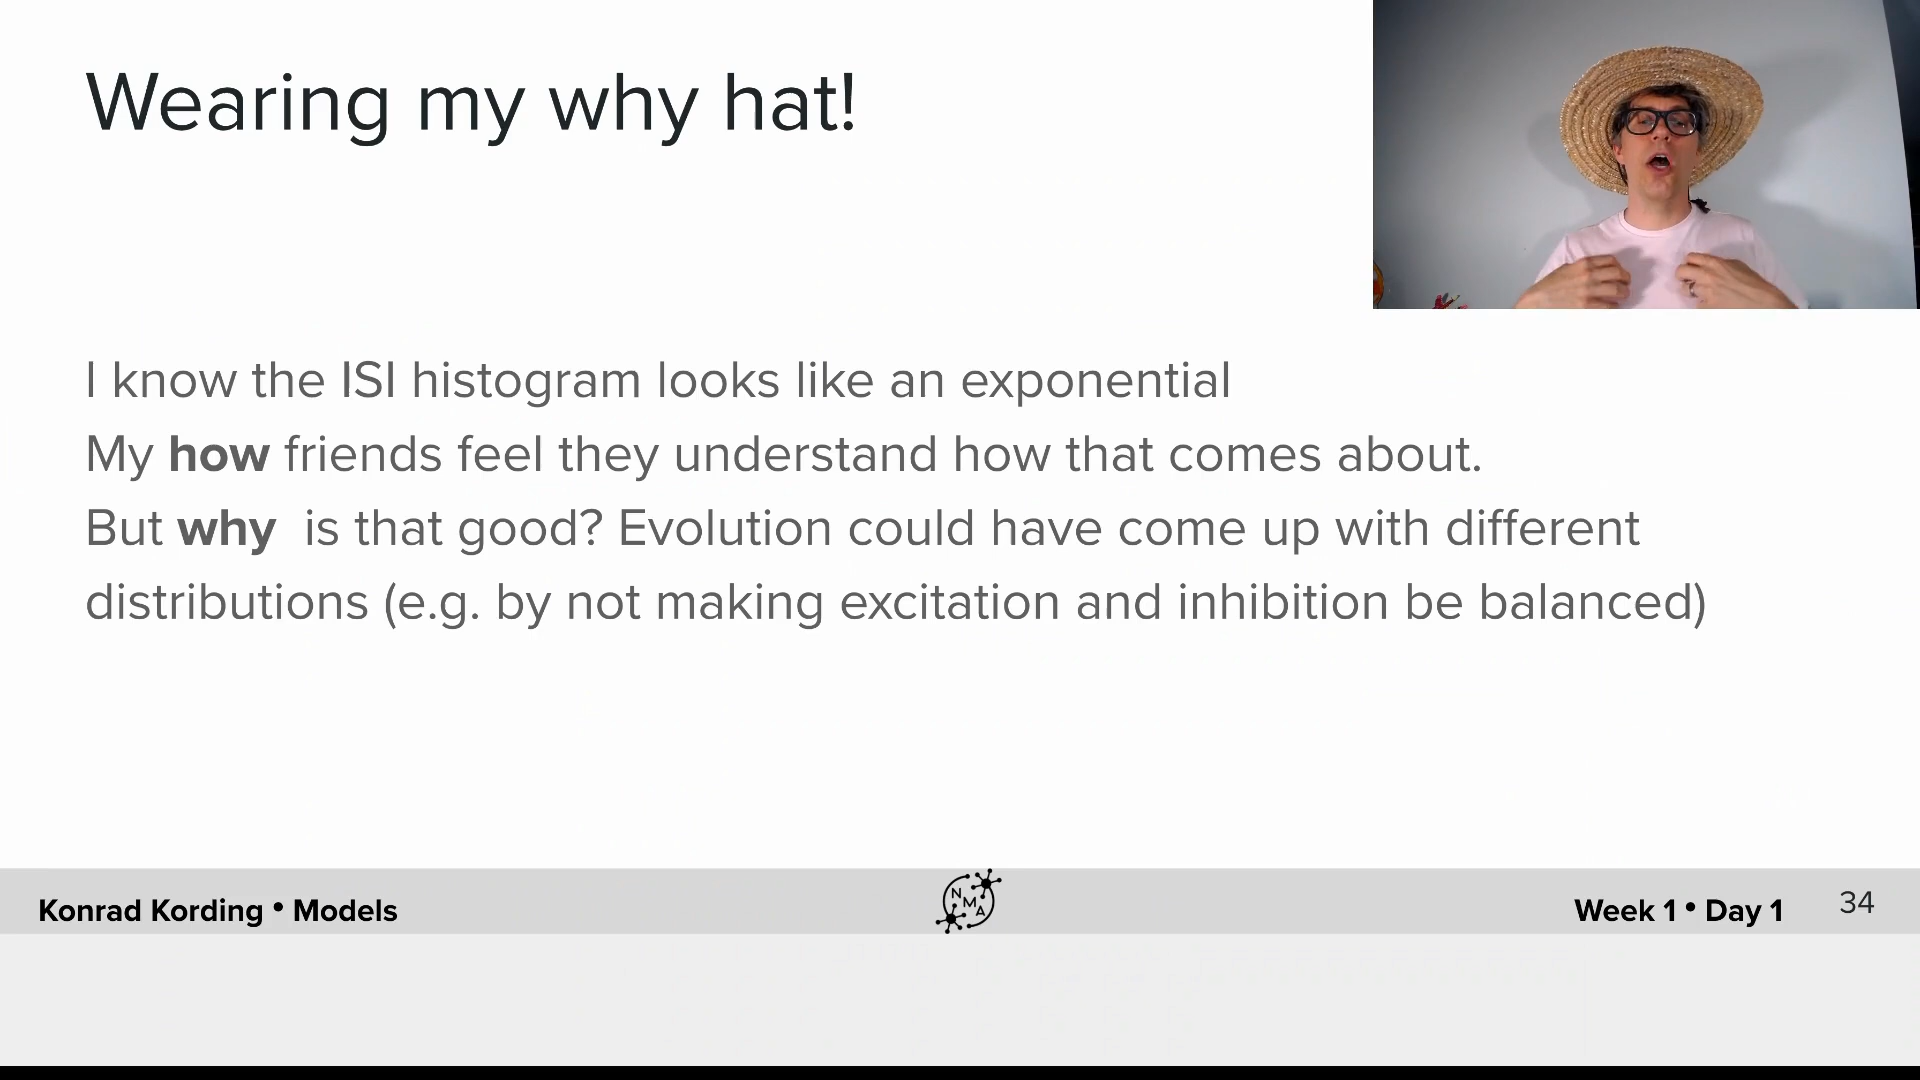 Wearing my why hat!
I know the ISI histogram looks like an exponential
My how friends feel they understand how that comes about.
But why is that good? Evolution could have come up with different
distributions (e.g. by not making excitation and inhibition be balanced)
Konrad Kording • Models
NMA
Week 1 • Day 1
34